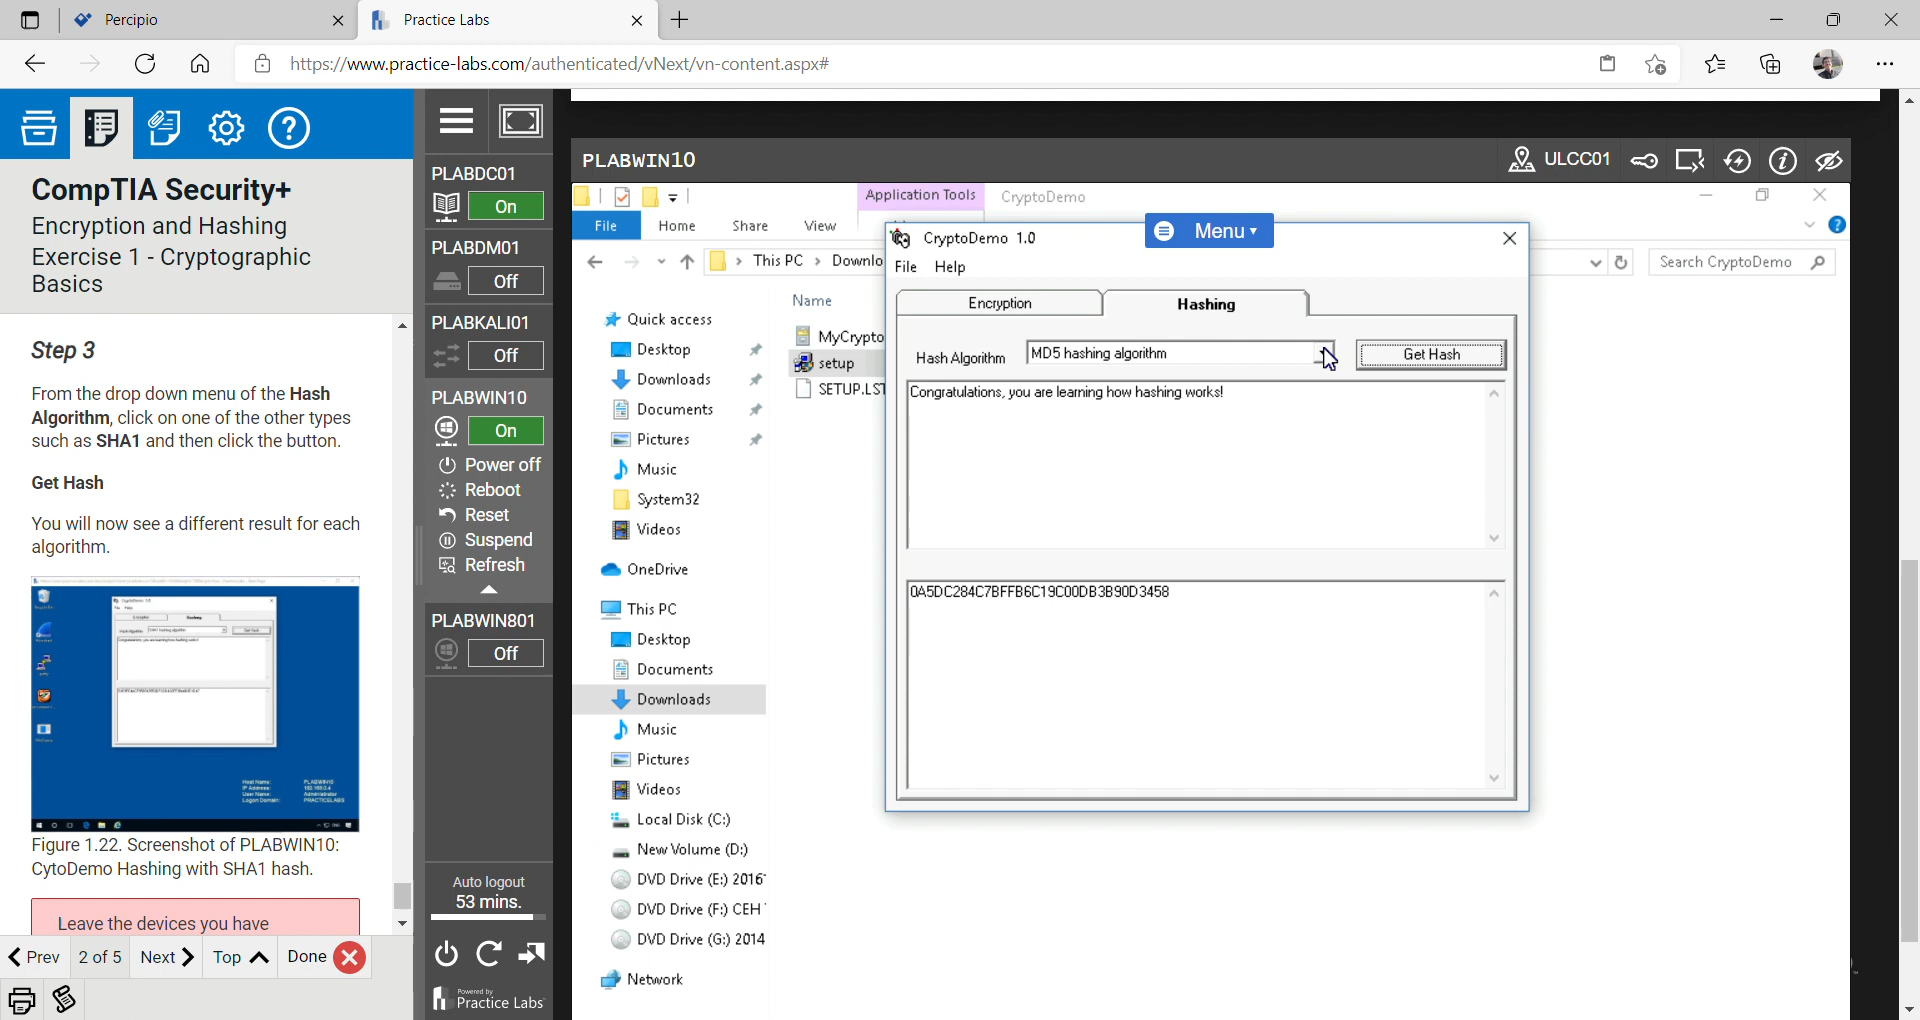 Percipio
Practice Labs
https://www.practice-labs.com/authenticated/vNext/vn-content.aspx#
CompTIA Security+
Encryption and Hashing
Exercise 1 - Cryptographic
Basics
Step 3
From the drop down menu of the Hash
Algorithm, click on one of the other types
such as SHA1 and then click the button.
Get Hash
You will now see a different result for each
algorithm.
Figure 1.22. Screenshot of PLABWIN10:
CytoDemo Hashing with SHA1 hash.
Leave the devices you have
Prev
2 of 5
Next
Top
Done
PLABDC01
On
PLABDM01
Off
PLABKALI01
Off
PLABWIN10
On
Power off
Reboot
Reset
Suspend
Refresh
PLABWIN801
Off
Auto logout
53 mins.
Powered by
Practice Labs
PLABWIN10
ULCC01
Application Tools
CryptoDemo
File
Home
Share
View
This PC
Downlo
Search CryptoDemo
Name
MyCrypto
setup
SETUP.LST
Quick access
Desktop
Downloads
Documents
Pictures
Music
System32
Videos
OneDrive
This PC
Desktop
Documents
Downloads
Music
Pictures
Videos
Local Disk (C:)
New Volume (D:)
DVD Drive (E:) 2016
DVD Drive (F:) CEH
DVD Drive (G:) 2014
Network
CryptoDemo 1.0
Menu
File
Help
Encryption
Hashing
Hash Algorithm
MD5 hashing algorithm
Get Hash
Congratulations, you are learning how hashing works!
0A5DC284C7BFFB6C19C00DB3B90D3458